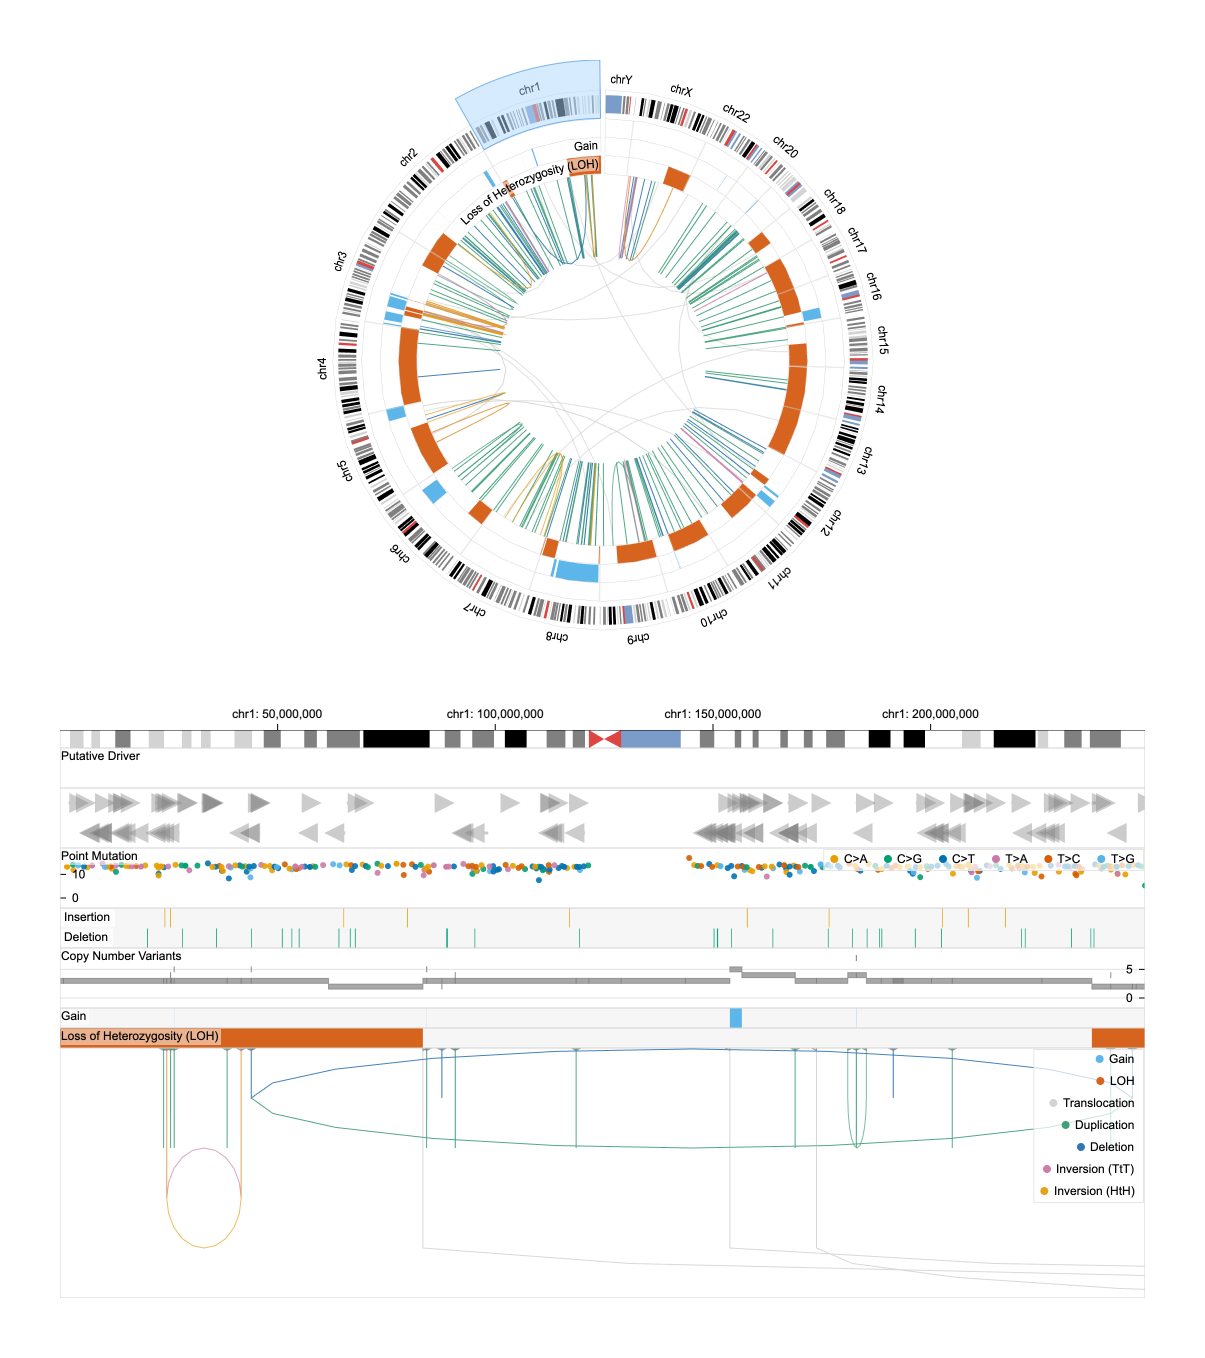 chr1
chrY
chrX
chr22
chr20
chr18
chr17
chr16
chr15
chr14
chr13
chr12
chr11
chr10
chr9
chr8
chr7
chr6
chr5
chr4
chr3
chr2
Gain
Loss of Heterozygosity (LOH)
chr1: 50,000,000 chr1: 100,000,000 chr1: 150,000,000 chr1: 200,000,000
Putative Driver
Point Mutation
C>A C>G C>T T>A T>C T>G
10
0
Insertion
Deletion
Copy Number Variants
5
0
Gain
Loss of Heterozygosity (LOH)
Gain
LOH
Translocation
Duplication
Deletion
Inversion (TtT)
Inversion (HtH)